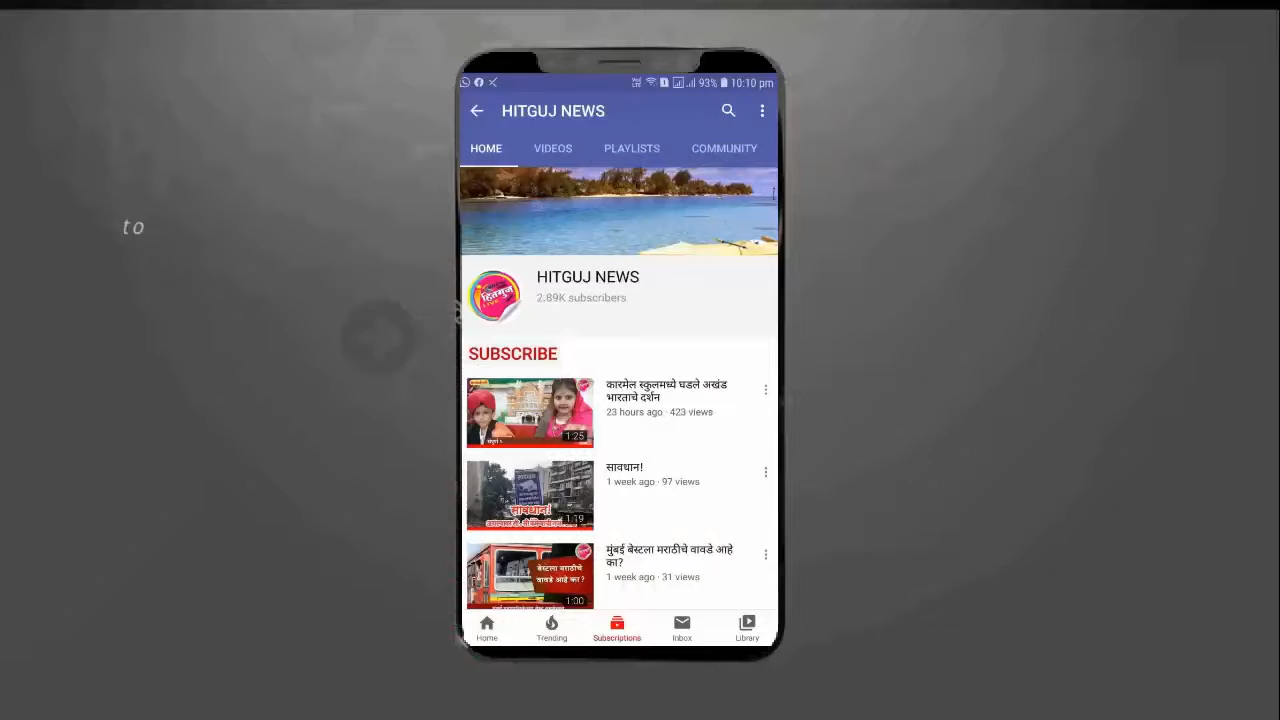 93% 10:10 pm
HITGUJ NEWS
HOME VIDEOS PLAYLISTS COMMUNITY
to
HITGUJ NEWS
2.89K subscribers
हितगुज
LIVE
SUBSCRIBE
कारमेल स्कुलमध्ये घडले अखंड
भारताचे दर्शन
23 hours ago · 423 views
1:25
सावधान!
1 week ago · 97 views
सावधान!
1:19
मुंबई बेस्टला मराठीचे वावडे आहे
का?
1 week ago · 31 views
बेस्टला मराठीचे
वावडे आहे का?
1:00
Home Trending Subscriptions Inbox Library